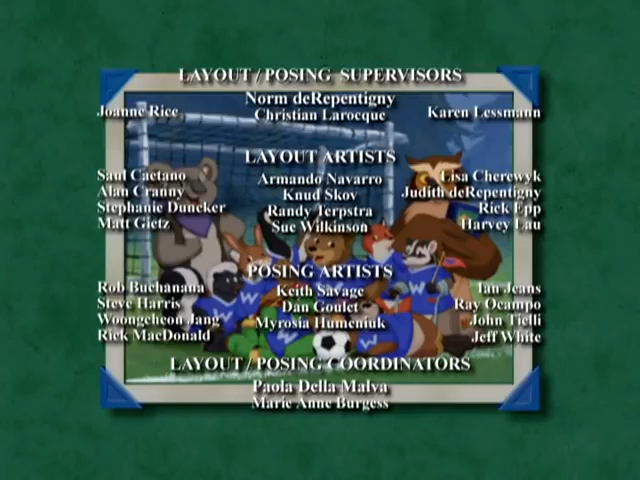 LAYOUT / POSING SUPERVISORS
Norm deRepentigny
Joanne Rice Christian Larocque Karen Lessmann
LAYOUT ARTISTS
Saul Caetano Armando Navarro Lisa Cherewyk
Alan Cranny Knud Skov Judith deRepentigny
Stephanie Duncker Randy Terpstra Rick Epp
Matt Gietz Sue Wilkinson Harvey Lau
POSING ARTISTS
Rob Buchanana Keith Savage Ian Jeans
Steve Harris Dan Goulet Ray Ocampo
Woongcheon Jang Myrosia Humeniuk John Tielli
Rick MacDonald Jeff White
LAYOUT / POSING COORDINATORS
Paola Della Malva
Marie Anne Burgess
W
W
W